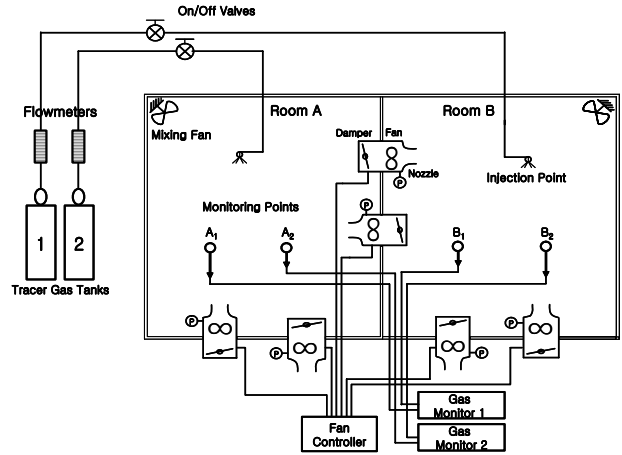 On/Off Valves
Flowmeters
Room A
Room B
Mixing Fan
Damper
Fan
P
Nozzle
Injection Point
Monitoring Points
P
A1
A2
B1
B2
1
2
Tracer Gas Tanks
P
P
P
P
Gas
Monitor 1
Fan
Controller
Gas
Monitor 2